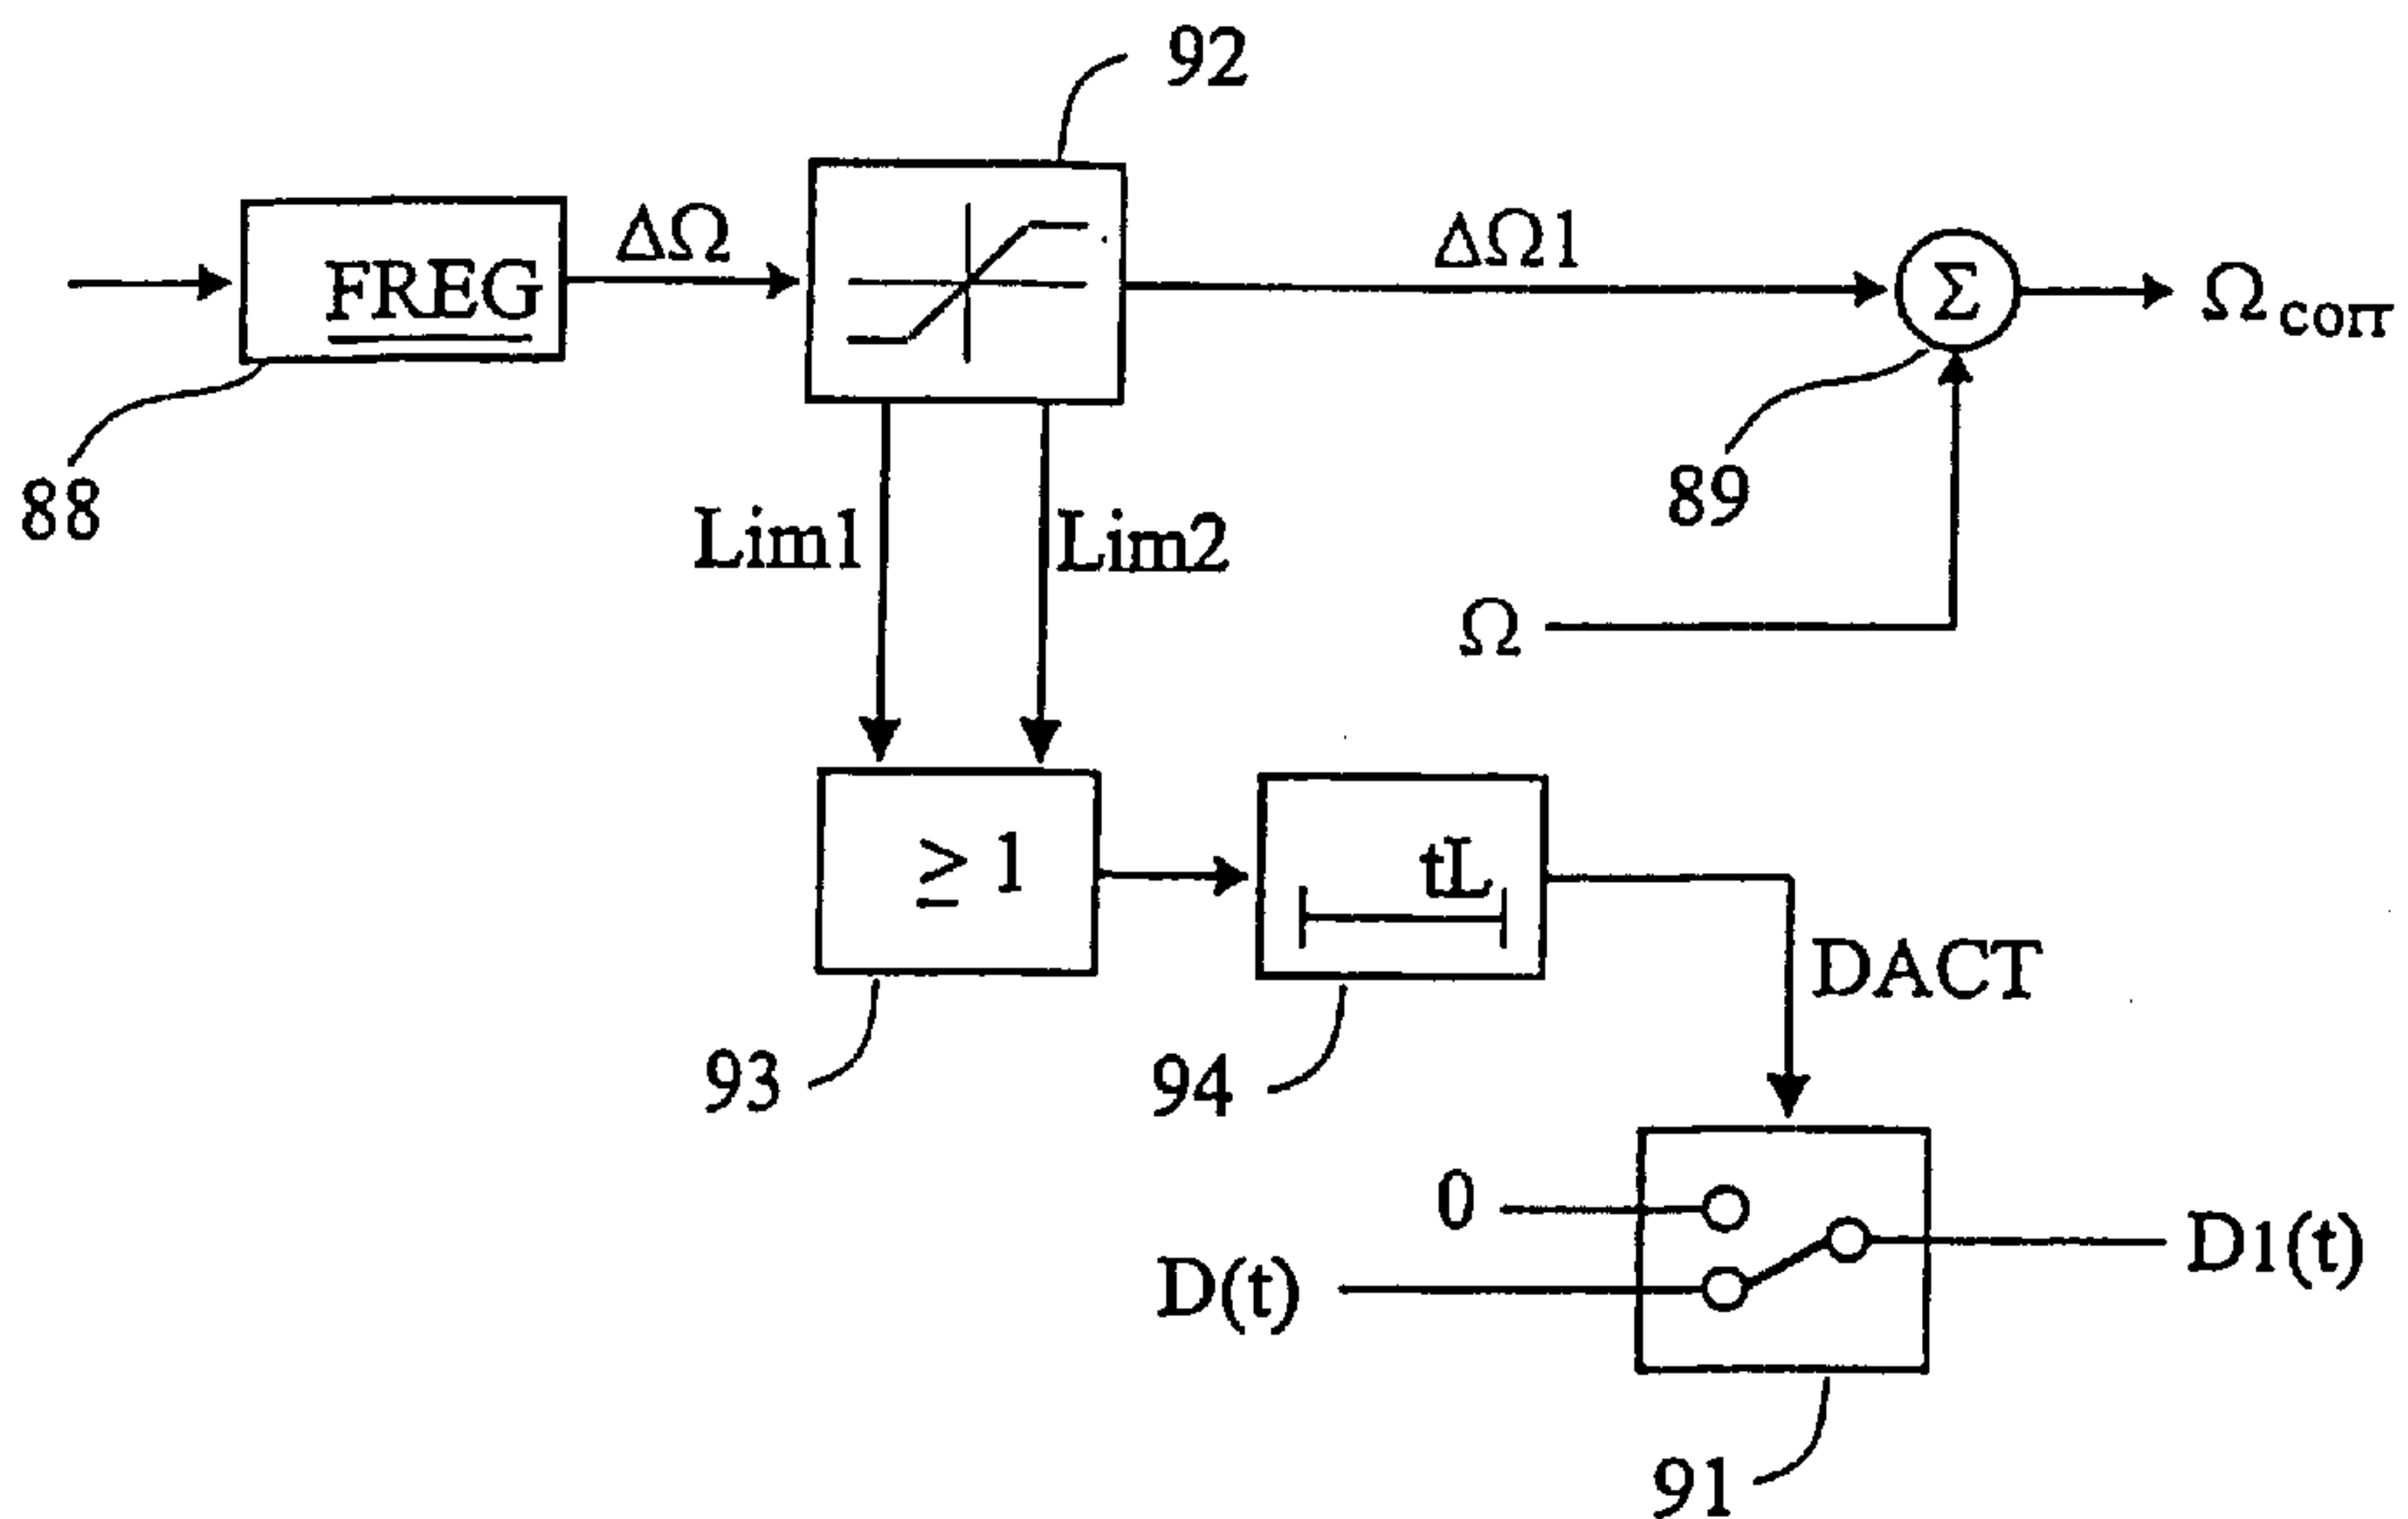 92
FREG
ΔΩ
ΔΩ1
Σ
Ωcorr
88
Lim1
Lim2
89
Ω
≥ 1
tL
DACT
93
94
0
D(t)
D1(t)
91